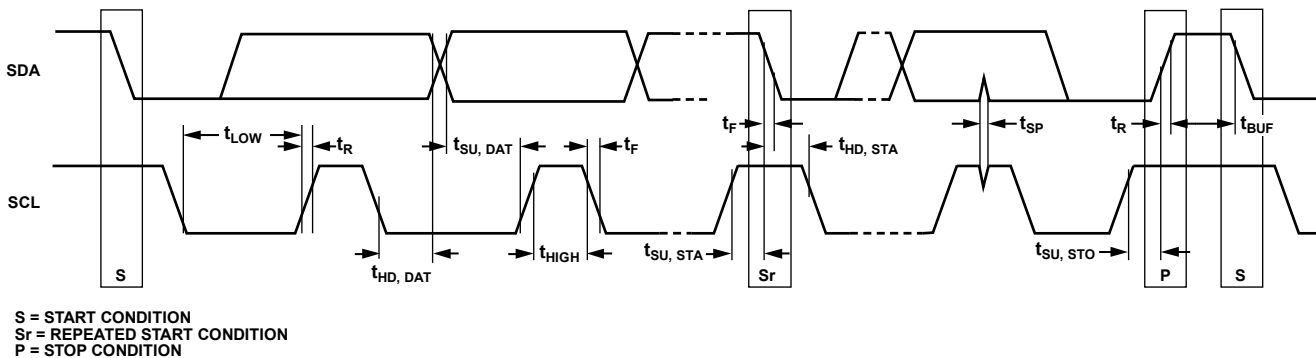 SDA
tLOW
tR
tSU, DAT
tF
tF
tHD, STA
tSP
tR
tBUF
SCL
tHD, DAT
tHIGH
tSU, STA
tSU, STO
S
Sr
P
S
S = START CONDITION
Sr = REPEATED START CONDITION
P = STOP CONDITION